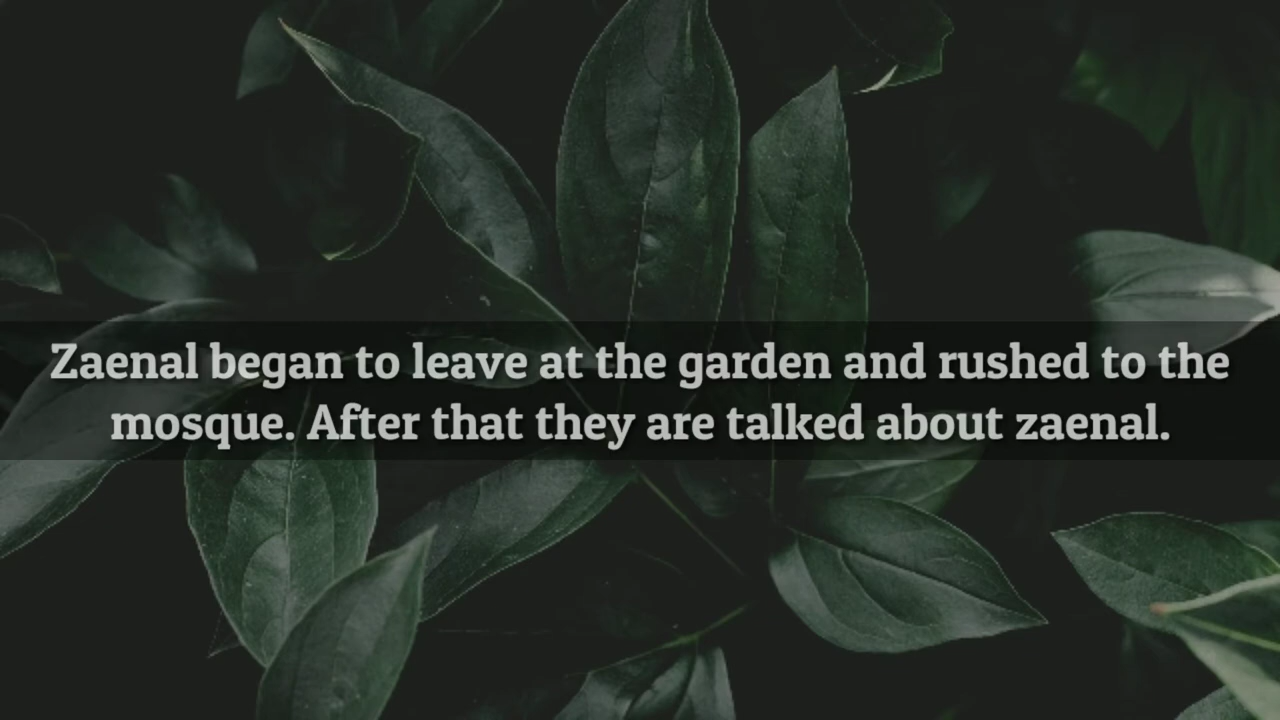 Zaenal began to leave at the garden and rushed to the
mosque. After that they are talked about zaenal.